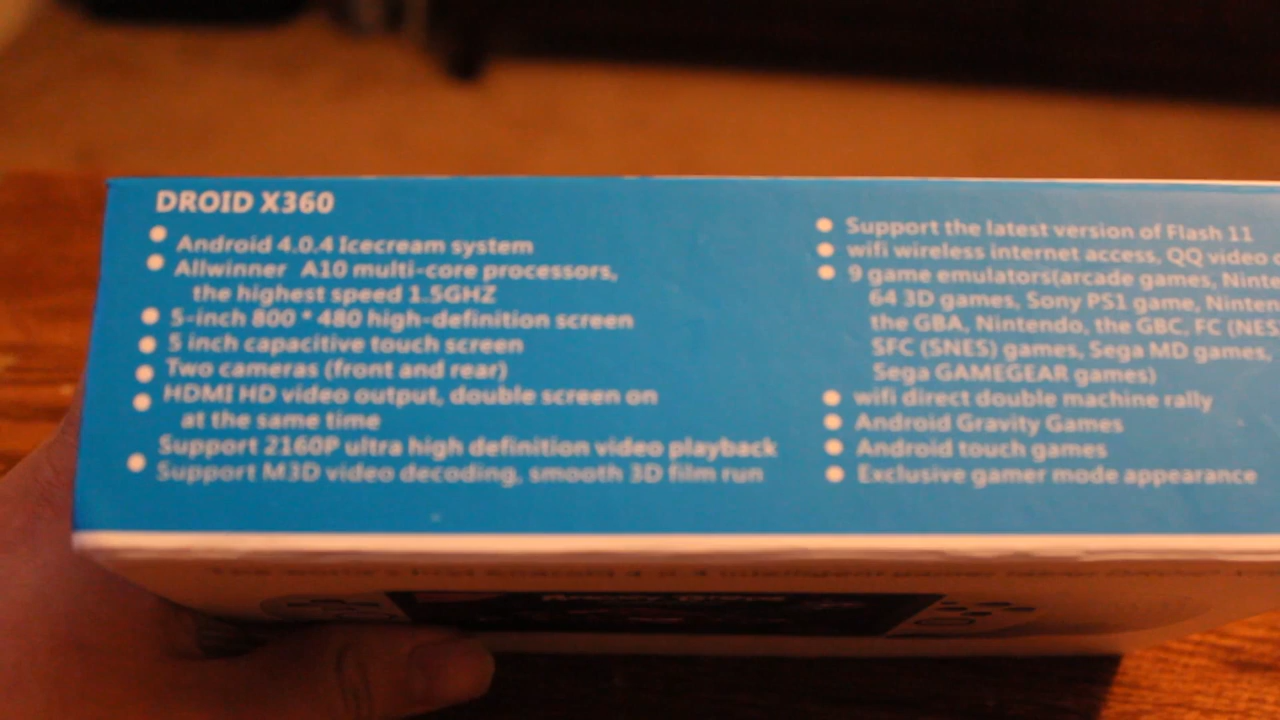 DROID X360
Android 4.0.4 Icecream system
Allwinner A10 multi-core processors,
the highest speed 1.5GHZ
5-inch 800 * 480 high-definition screen
5 inch capacitive touch screen
Two cameras (front and rear)
HDMI HD video output, double screen on
at the same time
Support 2160P ultra high definition video playback
Support M3D video decoding, smooth 3D film run
Support the latest version of Flash 11
wifi wireless internet access, QQ video
9 game emulators(arcade games,
64 3D games, Sony PS1 game,
the GBA, Nintendo, the GBC, FC (NES
SFC (SNES) games, Sega MD games,
Sega GAMEGEAR games)
wifi direct double machine rally
Android Gravity Games
Android touch games
Exclusive gamer mode appearance